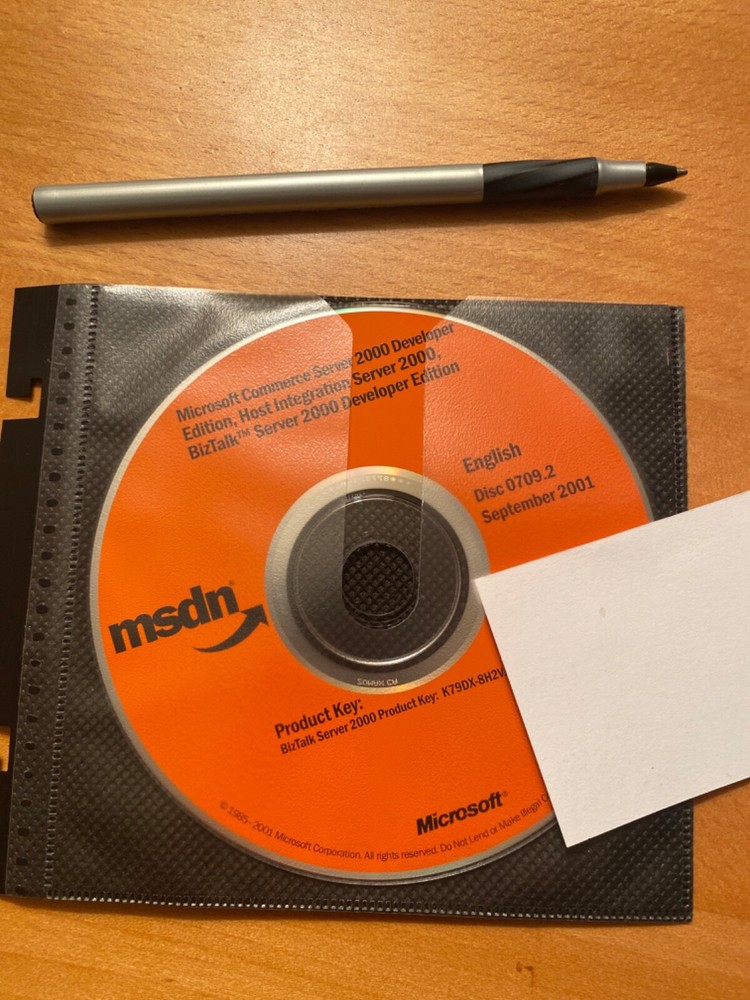 Microsoft Commerce Server 2000 Developer
Edition, Host Integration Server 2000,
BizTalk™ Server 2000 Developer Edition
English
Disc 0709.2
September 2001
msdn®
Product Key:
BizTalk Server 2000 Product Key: K79DX-8H2V
Microsoft®
© 1985-2001 Microsoft Corporation. All rights reserved. Do Not Lend or Make Illegal